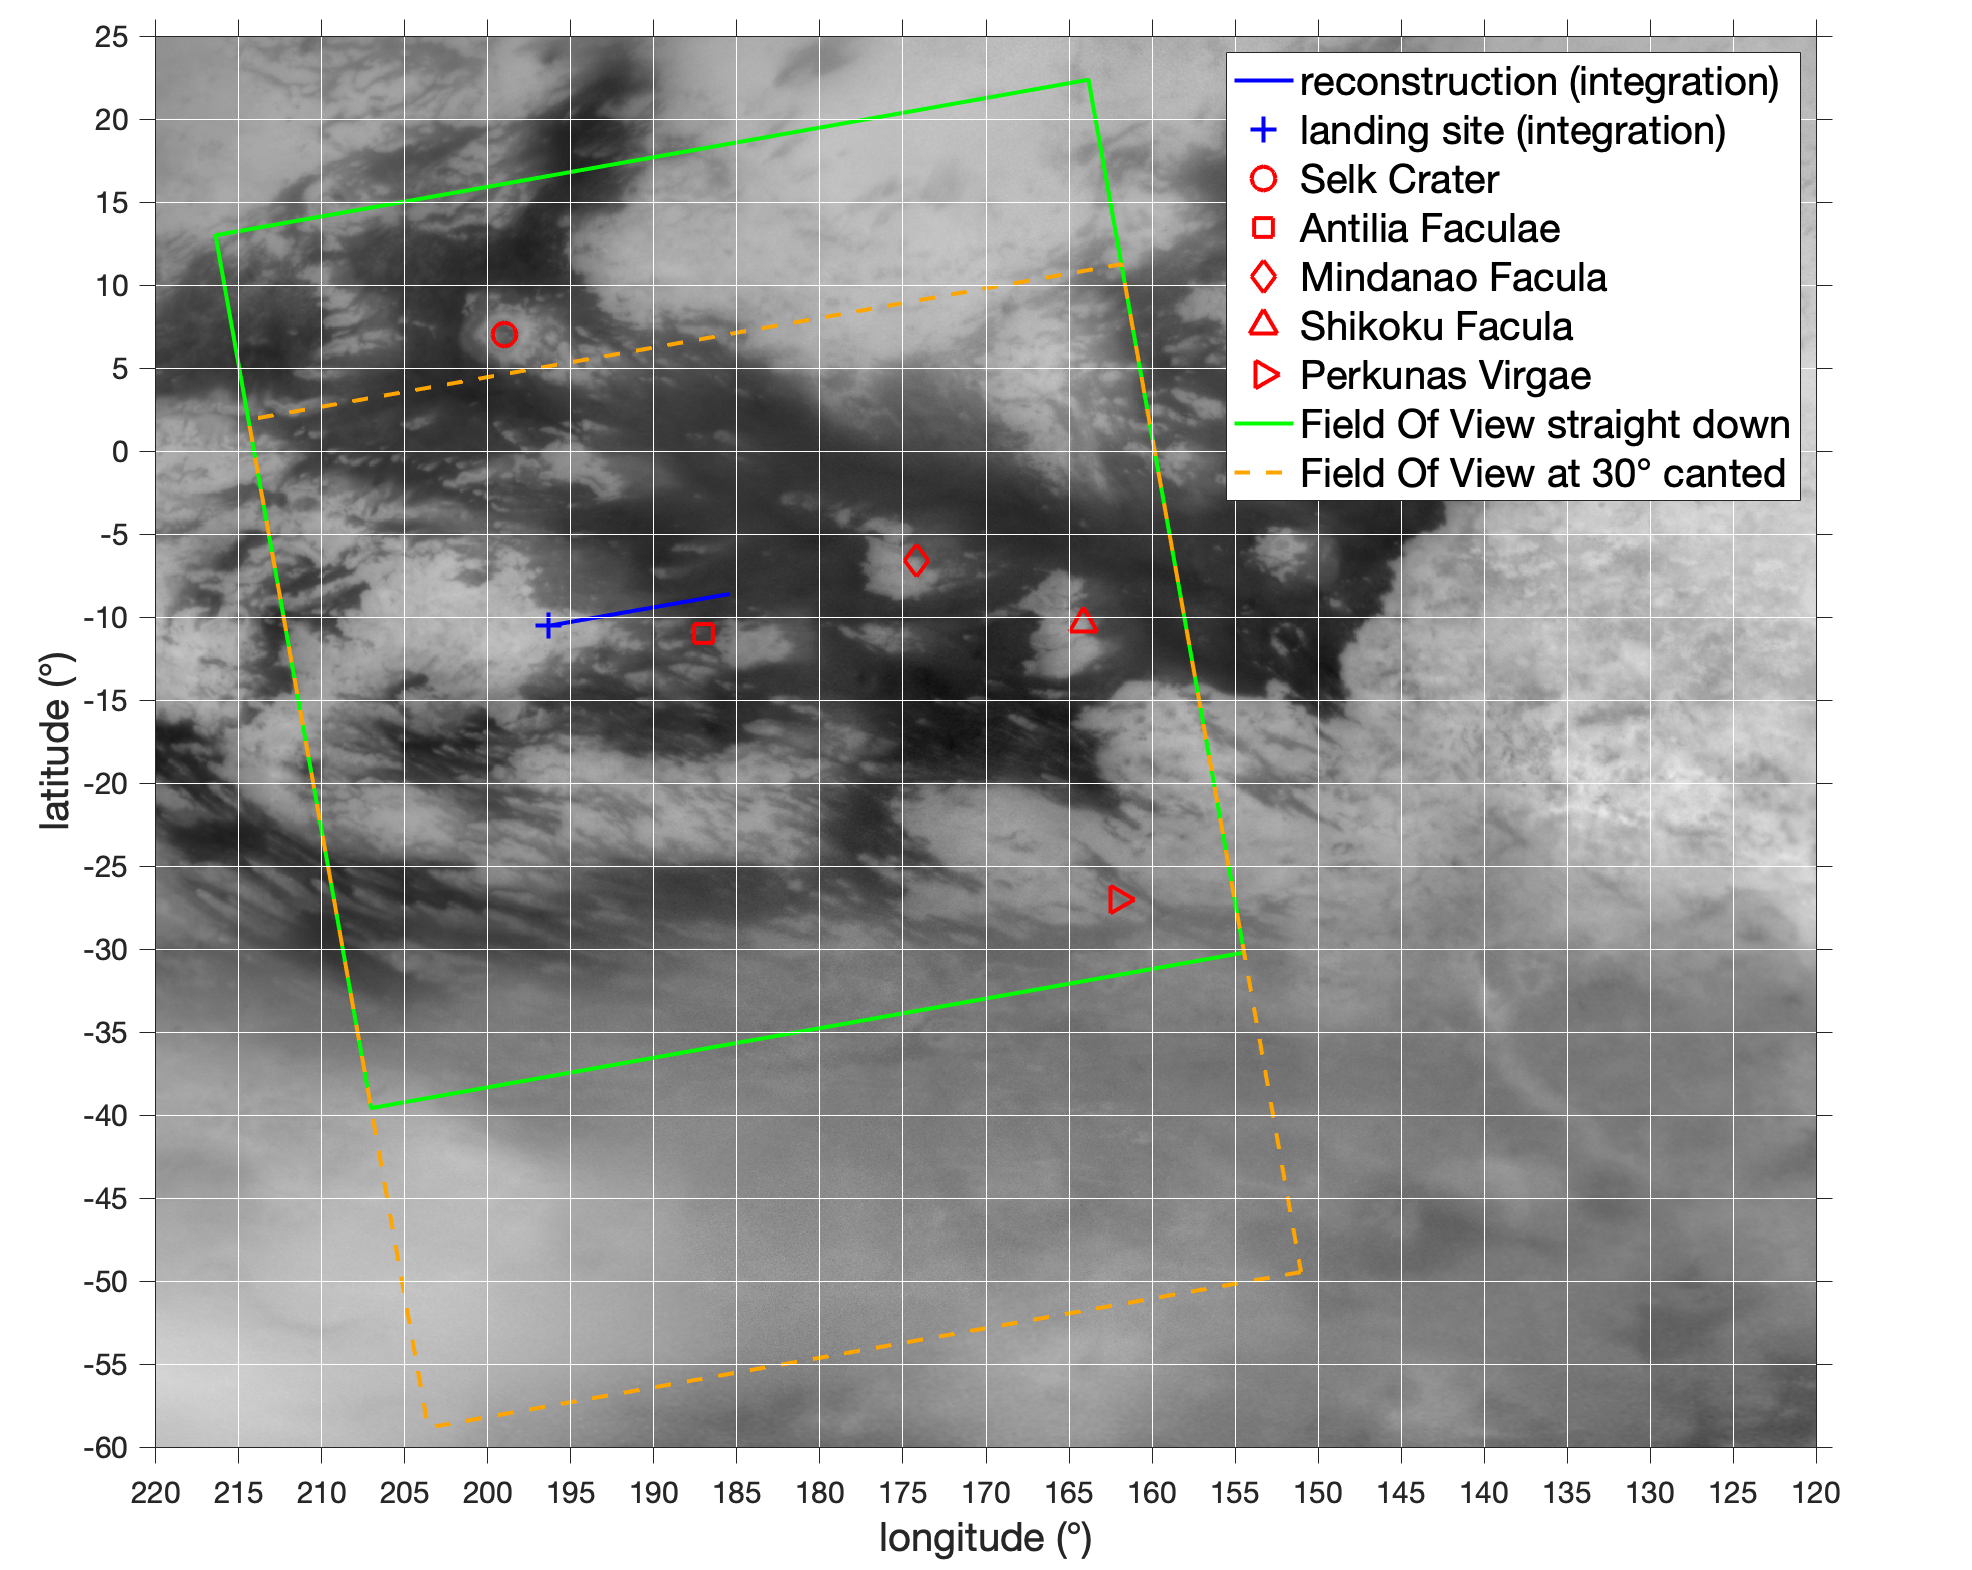 25
20
15
10
5
0
-5
-10
-15
-20
-25
-30
-35
-40
-45
-50
-55
-60
latitude (°)
reconstruction (integration)
landing site (integration)
Selk Crater
Antilia Faculae
Mindanao Facula
Shikoku Facula
Perkunas Virgae
Field Of View straight down
Field Of View at 30° canted
220 215 210 205 200 195 190 185 180 175 170 165 160 155 150 145 140 135 130 125 120
longitude (°)